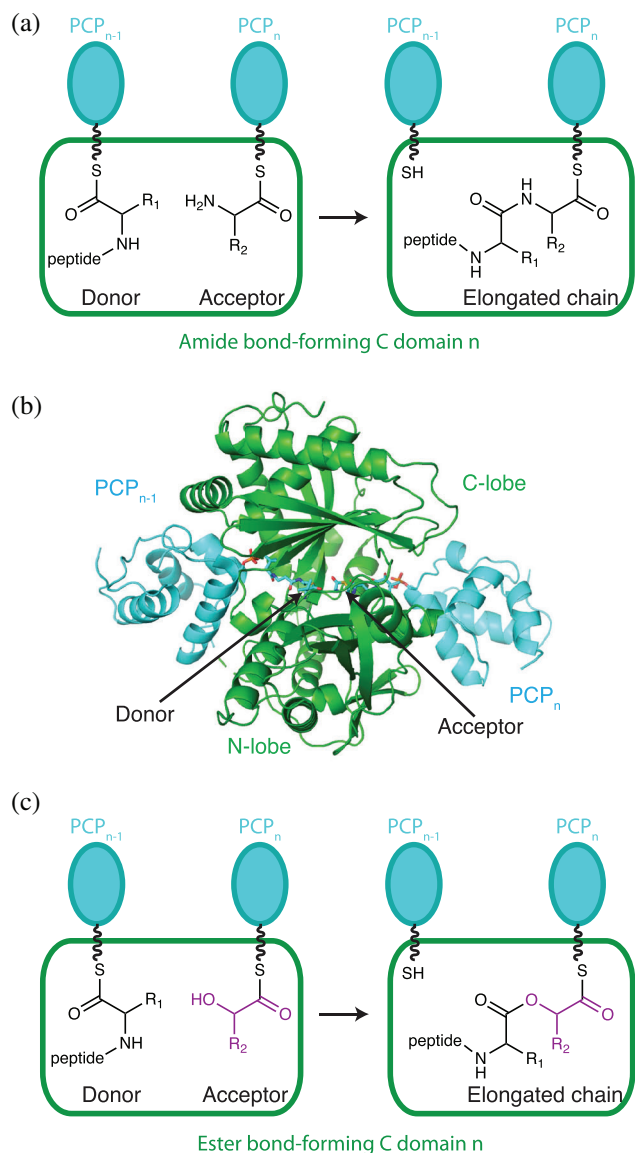 (a)
PCPn-1 PCPn PCPn-1 PCPn
S S SH S
O R1 H2N O O H N O
peptide NH R2 peptide N H R1 R2
Donor Acceptor Elongated chain
Amide bond-forming C domain n
(b)
PCPn-1 C-lobe
Donor Acceptor PCPn
N-lobe
(c)
PCPn-1 PCPn PCPn-1 PCPn
S S SH S
O R1 HO O O O O
peptide NH R2 peptide N H R1 R2
Donor Acceptor Elongated chain
Ester bond-forming C domain n